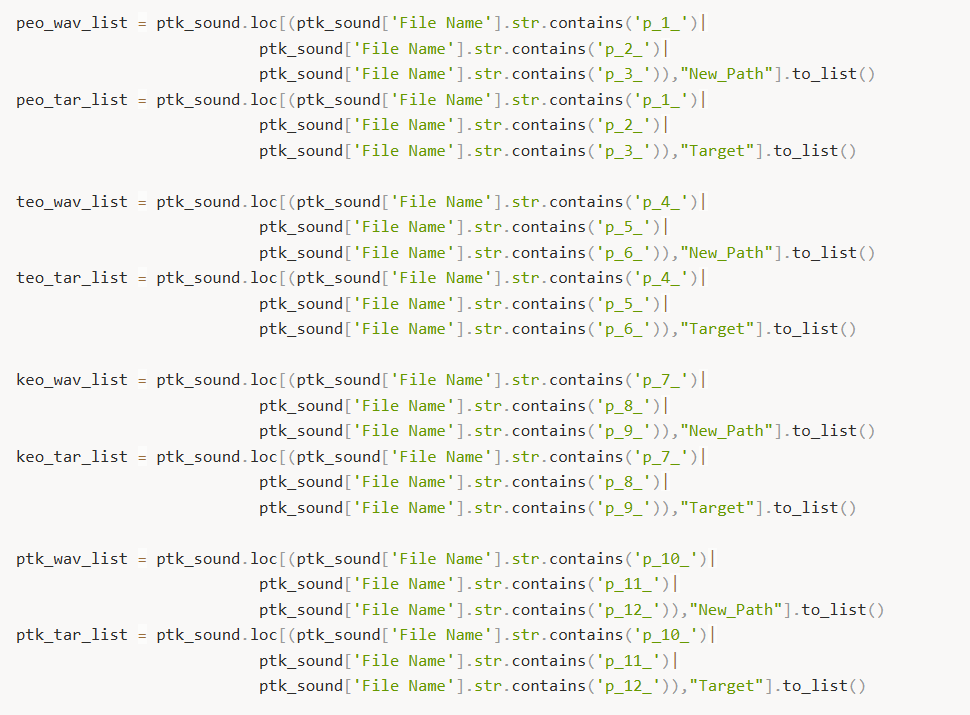 peo_wav_list = ptk_sound.loc[(ptk_sound['File Name'].str.contains('p_1_')|
                          ptk_sound['File Name'].str.contains('p_2_')|
                          ptk_sound['File Name'].str.contains('p_3_')),"New_Path"].to_list()
peo_tar_list = ptk_sound.loc[(ptk_sound['File Name'].str.contains('p_1_')|
                          ptk_sound['File Name'].str.contains('p_2_')|
                          ptk_sound['File Name'].str.contains('p_3_')),"Target"].to_list()

teo_wav_list = ptk_sound.loc[(ptk_sound['File Name'].str.contains('p_4_')|
                          ptk_sound['File Name'].str.contains('p_5_')|
                          ptk_sound['File Name'].str.contains('p_6_')),"New_Path"].to_list()
teo_tar_list = ptk_sound.loc[(ptk_sound['File Name'].str.contains('p_4_')|
                          ptk_sound['File Name'].str.contains('p_5_')|
                          ptk_sound['File Name'].str.contains('p_6_')),"Target"].to_list()

keo_wav_list = ptk_sound.loc[(ptk_sound['File Name'].str.contains('p_7_')|
                          ptk_sound['File Name'].str.contains('p_8_')|
                          ptk_sound['File Name'].str.contains('p_9_')),"New_Path"].to_list()
keo_tar_list = ptk_sound.loc[(ptk_sound['File Name'].str.contains('p_7_')|
                          ptk_sound['File Name'].str.contains('p_8_')|
                          ptk_sound['File Name'].str.contains('p_9_')),"Target"].to_list()

ptk_wav_list = ptk_sound.loc[(ptk_sound['File Name'].str.contains('p_10_')|
                          ptk_sound['File Name'].str.contains('p_11_')|
                          ptk_sound['File Name'].str.contains('p_12_')),"New_Path"].to_list()
ptk_tar_list = ptk_sound.loc[(ptk_sound['File Name'].str.contains('p_10_')|
                          ptk_sound['File Name'].str.contains('p_11_')|
                          ptk_sound['File Name'].str.contains('p_12_')),"Target"].to_list()